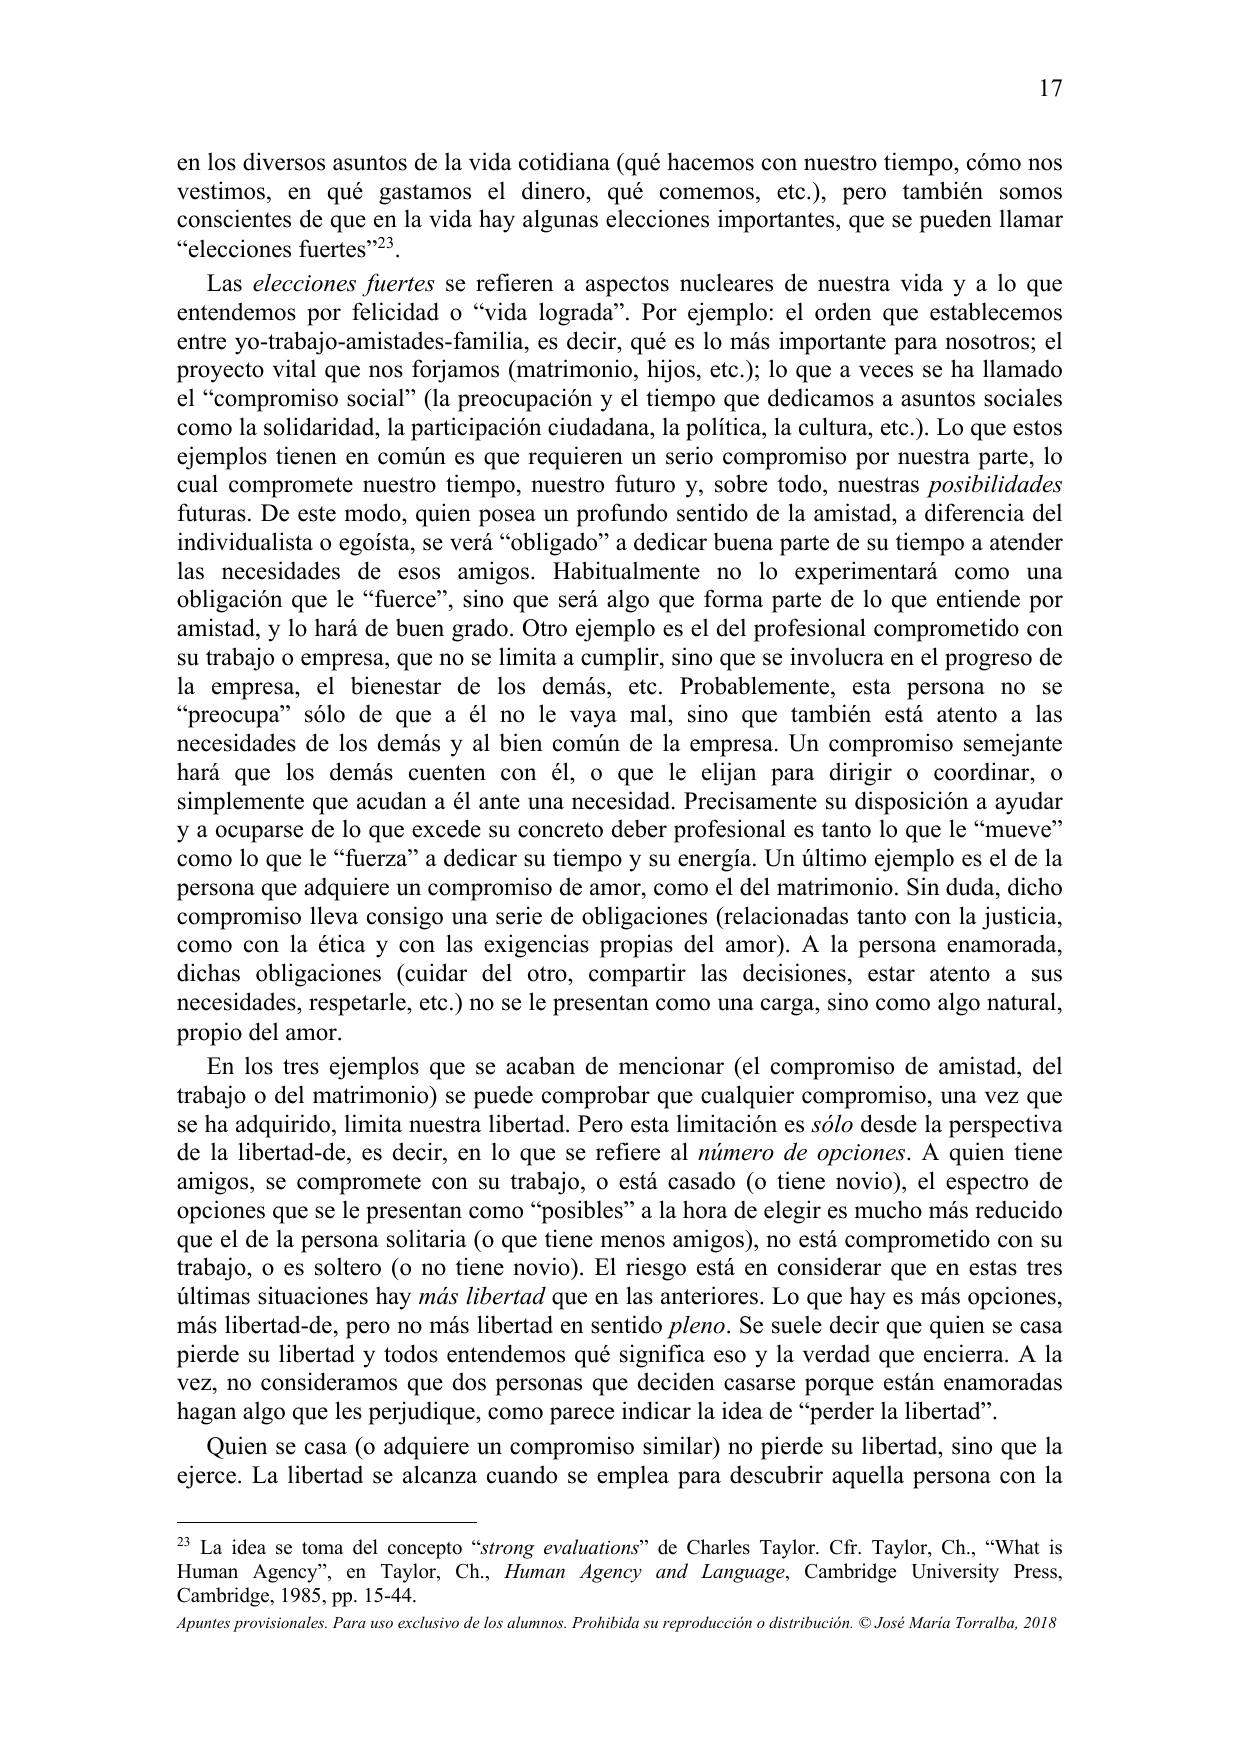 17
en los diversos asuntos de la vida cotidiana (qué hacemos con nuestro tiempo, cómo nos
vestimos, en qué gastamos el dinero, qué comemos, etc.), pero también somos
conscientes de que en la vida hay algunas elecciones importantes, que se pueden llamar
“elecciones fuertes”23.
Las elecciones fuertes se refieren a aspectos nucleares de nuestra vida y a lo que
entendemos por felicidad o “vida lograda”. Por ejemplo: el orden que establecemos
entre yo-trabajo-amistades-familia, es decir, qué es lo más importante para nosotros; el
proyecto vital que nos forjamos (matrimonio, hijos, etc.); lo que a veces se ha llamado
el “compromiso social” (la preocupación y el tiempo que dedicamos a asuntos sociales
como la solidaridad, la participación ciudadana, la política, la cultura, etc.). Lo que estos
ejemplos tienen en común es que requieren un serio compromiso por nuestra parte, lo
cual compromete nuestro tiempo, nuestro futuro y, sobre todo, nuestras posibilidades
futuras. De este modo, quien posea un profundo sentido de la amistad, a diferencia del
individualista o egoísta, se verá “obligado” a dedicar buena parte de su tiempo a atender
las necesidades de esos amigos. Habitualmente no lo experimentará como una
obligación que le “fuerce”, sino que será algo que forma parte de lo que entiende por
amistad, y lo hará de buen grado. Otro ejemplo es el del profesional comprometido con
su trabajo o empresa, que no se limita a cumplir, sino que se involucra en el progreso de
la empresa, el bienestar de los demás, etc. Probablemente, esta persona no se
“preocupa” sólo de que a él no le vaya mal, sino que también está atento a las
necesidades de los demás y al bien común de la empresa. Un compromiso semejante
hará que los demás cuenten con él, o que le elijan para dirigir o coordinar, o
simplemente que acudan a él ante una necesidad. Precisamente su disposición a ayudar
y a ocuparse de lo que excede su concreto deber profesional es tanto lo que le “mueve”
como lo que le “fuerza” a dedicar su tiempo y su energía. Un último ejemplo es el de la
persona que adquiere un compromiso de amor, como el del matrimonio. Sin duda, dicho
compromiso lleva consigo una serie de obligaciones (relacionadas tanto con la justicia,
como con la ética y con las exigencias propias del amor). A la persona enamorada,
dichas obligaciones (cuidar del otro, compartir las decisiones, estar atento a sus
necesidades, respetarle, etc.) no se le presentan como una carga, sino como algo natural,
propio del amor.
En los tres ejemplos que se acaban de mencionar (el compromiso de amistad, del
trabajo o del matrimonio) se puede comprobar que cualquier compromiso, una vez que
se ha adquirido, limita nuestra libertad. Pero esta limitación es sólo desde la perspectiva
de la libertad-de, es decir, en lo que se refiere al número de opciones. A quien tiene
amigos, se compromete con su trabajo, o está casado (o tiene novio), el espectro de
opciones que se le presentan como “posibles” a la hora de elegir es mucho más reducido
que el de la persona solitaria (o que tiene menos amigos), no está comprometido con su
trabajo, o es soltero (o no tiene novio). El riesgo está en considerar que en estas tres
últimas situaciones hay más libertad que en las anteriores. Lo que hay es más opciones,
más libertad-de, pero no más libertad en sentido pleno. Se suele decir que quien se casa
pierde su libertad y todos entendemos qué significa eso y la verdad que encierra. A la
vez, no consideramos que dos personas que deciden casarse porque están enamoradas
hagan algo que les perjudique, como parece indicar la idea de “perder la libertad”.
Quien se casa (o adquiere un compromiso similar) no pierde su libertad, sino que la
ejerce. La libertad se alcanza cuando se emplea para descubrir aquella persona con la
23 La idea se toma del concepto “strong evaluations” de Charles Taylor. Cfr. Taylor, Ch., “What is
Human Agency”, en Taylor, Ch., Human Agency and Language, Cambridge University Press,
Cambridge, 1985, pp. 15-44.
Apuntes provisionales. Para uso exclusivo de los alumnos. Prohibida su reproducción o distribución. © José María Torralba, 2018